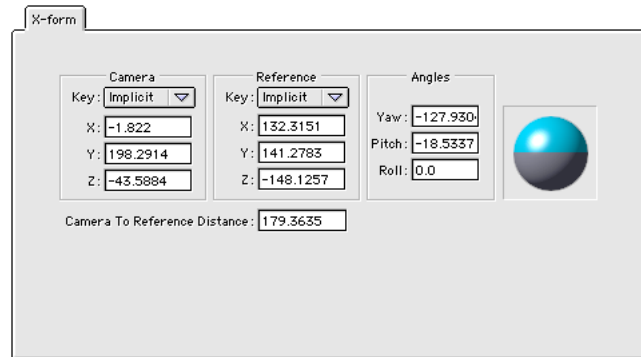 X-form
Camera Reference Angles
Key: Implicit Key: Implicit
X: -1.822 X: 132.3151 Yaw: -127.930
Y: 198.2914 Y: 141.2783 Pitch: -18.5337
Z: -43.5884 Z: -148.1257 Roll: 0.0
Camera To Reference Distance: 179.3635